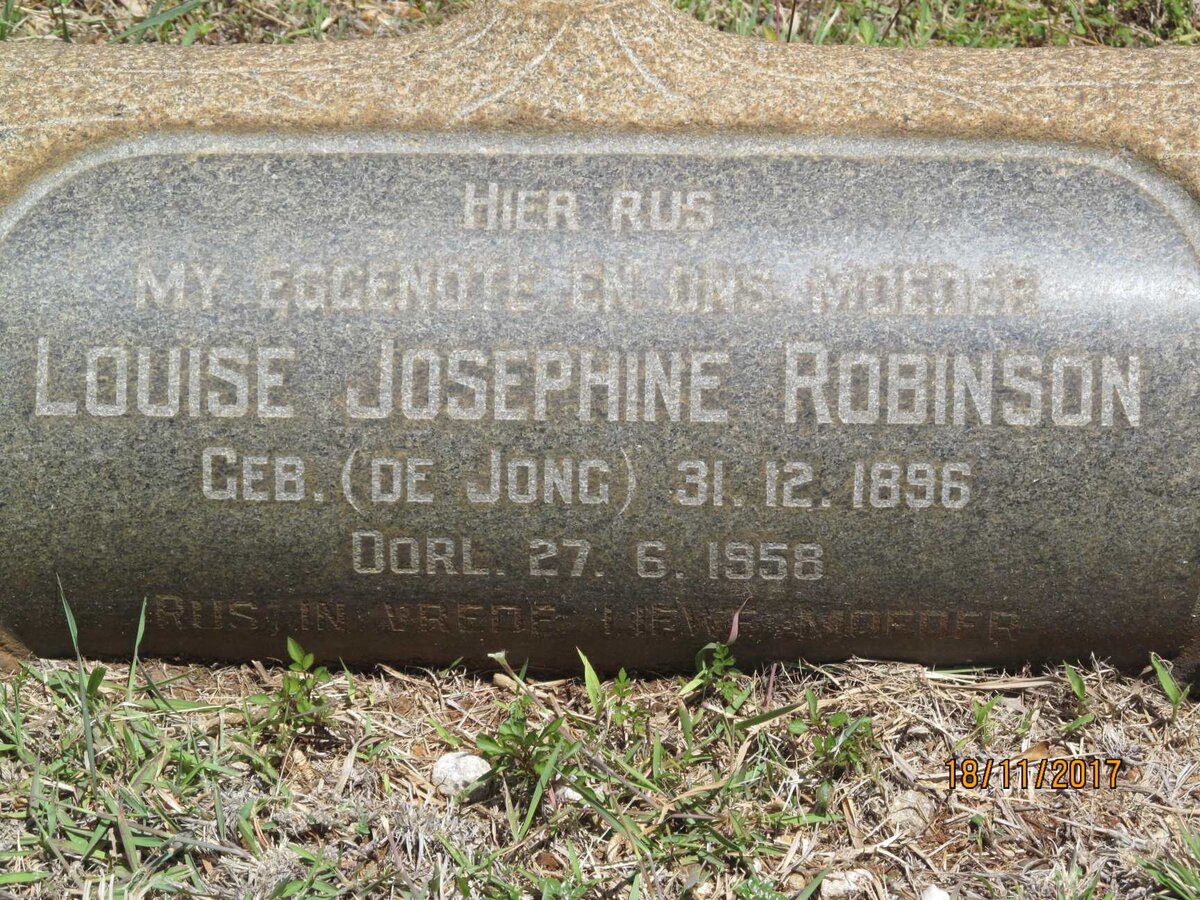 HIER RUS
MY EGGENOTE EN ONS MOEDER
LOUISE JOSEPHINE ROBINSON
GEB. (DE JONG) 31. 12. 1896
OORL. 27. 6. 1958
RUS IN VREDE LIEWE MOEDER
18/11/2017